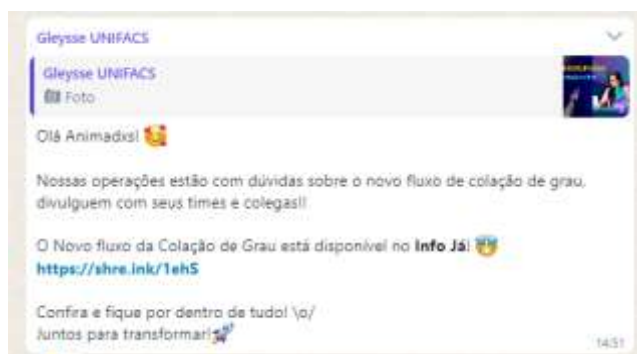 Gleysse UNIFACS
Gleysse UNIFACS
Foto
Olá Animadxs! 🥰
Nossas operações estão com dúvidas sobre o novo fluxo de colação de grau,
divulguem com seus times e colegas!!
O Novo fluxo da Colação de Grau está disponível no Info Já!
https://shre.ink/1ehS
Confira e fique por dentro de tudo! \o/
Juntos para transformar!🚀
14:51